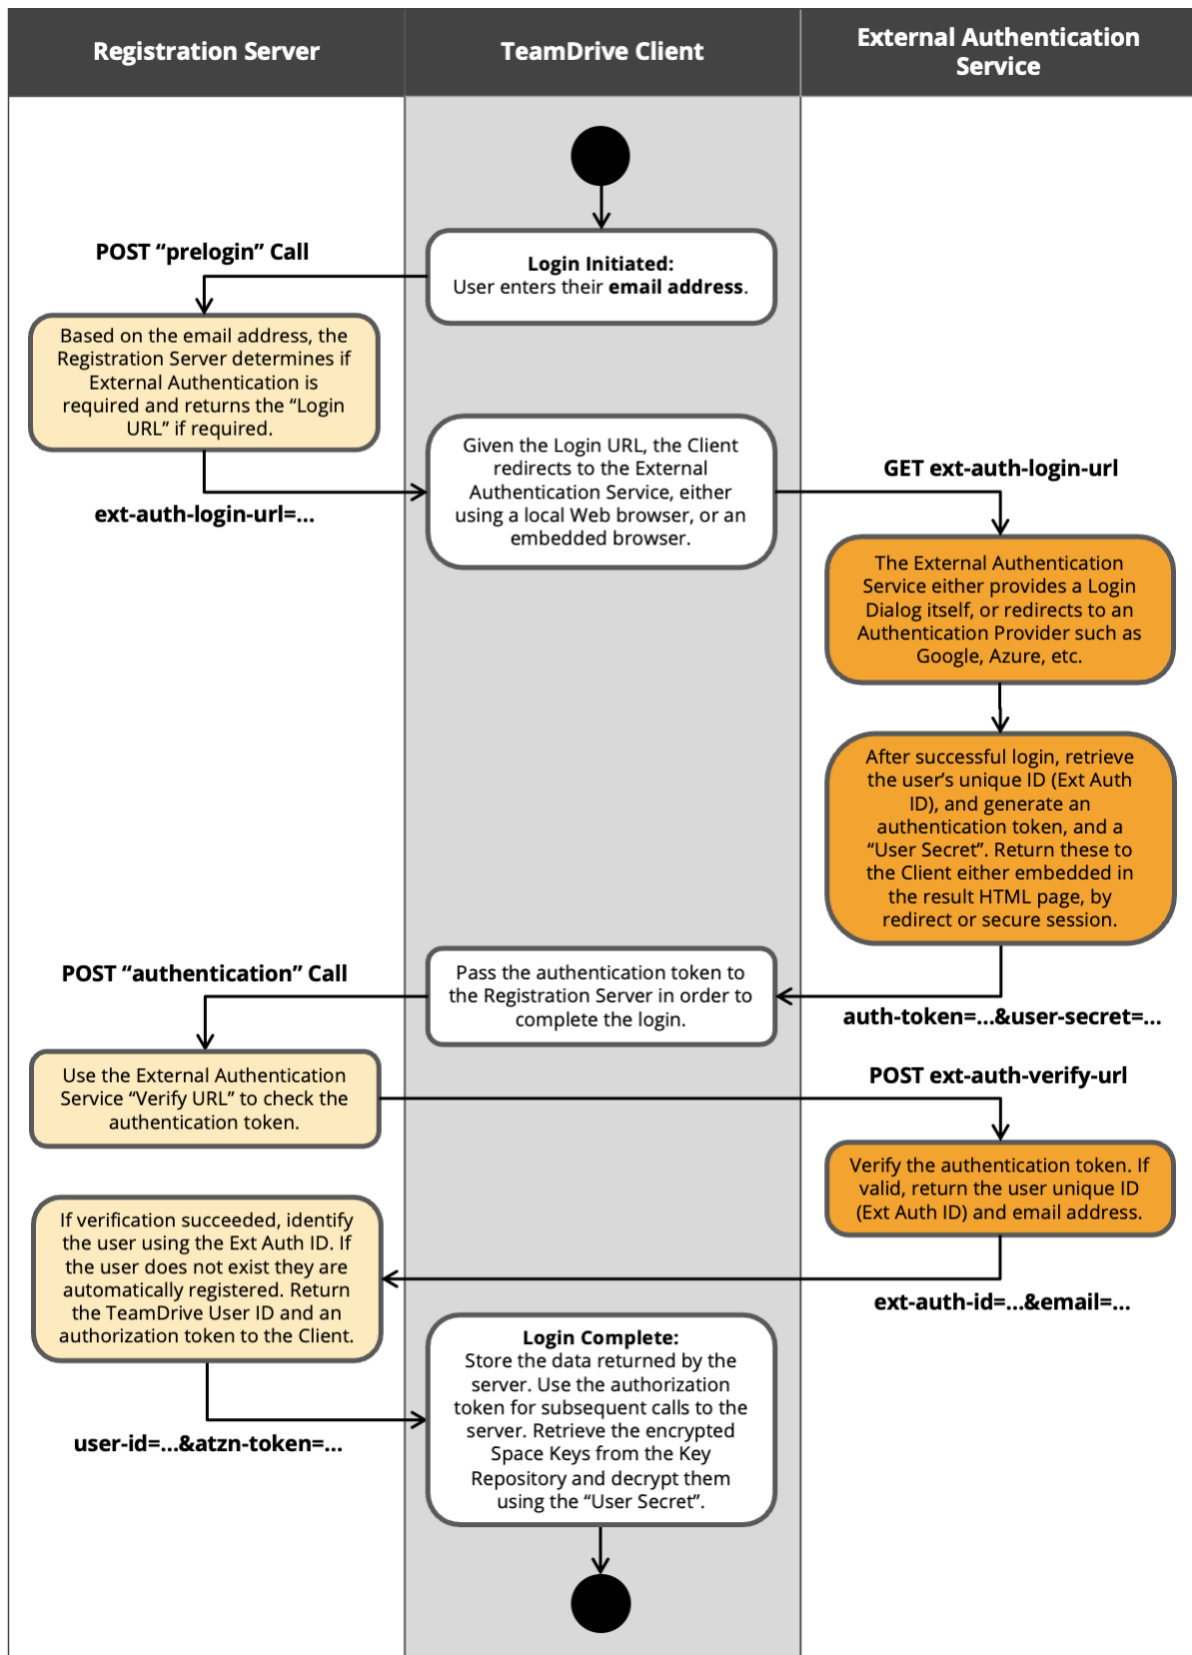 Registration Server
TeamDrive Client
External Authentication
Service
POST “prelogin” Call
Login Initiated:
User enters their email address.
Based on the email address, the
Registration Server determines if
External Authentication is
required and returns the “Login
URL” if required.
ext-auth-login-url=...
Given the Login URL, the Client
redirects to the External
Authentication Service, either
using a local Web browser, or an
embedded browser.
GET ext-auth-login-url
The External Authentication
Service either provides a Login
Dialog itself, or redirects to an
Authentication Provider such as
Google, Azure, etc.
After successful login, retrieve
the user’s unique ID (Ext Auth
ID), and generate an
authentication token, and a
“User Secret”. Return these to
the Client either embedded in
the result HTML page, by
redirect or secure session.
auth-token=...&user-secret=...
Pass the authentication token to
the Registration Server in order to
complete the login.
POST “authentication” Call
Use the External Authentication
Service “Verify URL” to check the
authentication token.
POST ext-auth-verify-url
Verify the authentication token. If
valid, return the user unique ID
(Ext Auth ID) and email address.
ext-auth-id=...&email=...
If verification succeeded, identify
the user using the Ext Auth ID. If
the user does not exist they are
automatically registered. Return
the TeamDrive User ID and an
authorization token to the Client.
user-id=...&atzn-token=...
Login Complete:
Store the data returned by the
server. Use the authorization
token for subsequent calls to the
server. Retrieve the encrypted
Space Keys from the Key
Repository and decrypt them
using the “User Secret”.